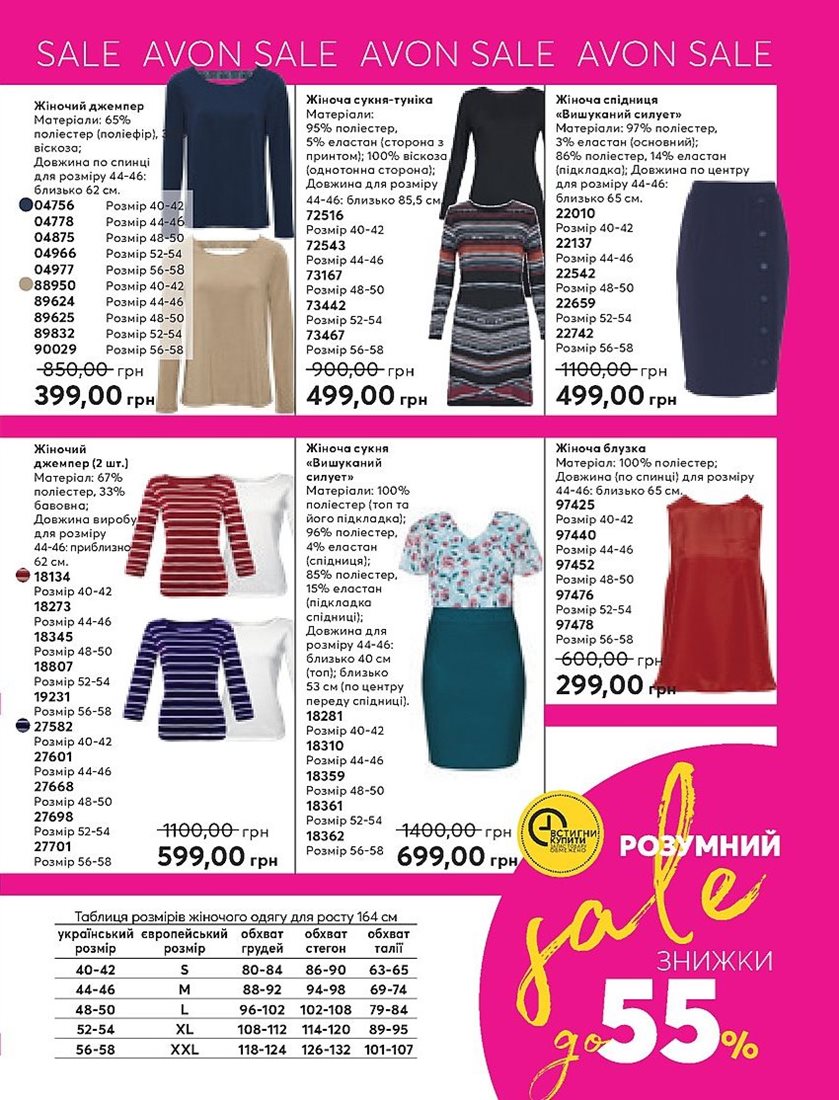 SALE AVON SALE AVON SALE AVON SALE
Жіночий джемпер
Матеріали: 65%
поліестер (поліефір), 3
віскоза;
Довжина по спинці
для розміру 44-46:
близько 62 см.
04756 Розмір 40-42
04778 Розмір 44-46
04875 Розмір 48-50
04966 Розмір 52-54
04977 Розмір 56-58
88950 Розмір 40-42
89624 Розмір 44-46
89625 Розмір 48-50
89832 Розмір 52-54
90029 Розмір 56-58
850,00 грн
399,00 грн
Жіноча сукня-туніка
Матеріали:
95% поліестер,
5% еластан (сторона з
принтом); 100% віскоза
(однотонна сторона);
Довжина для розміру
44-46: близько 85,5 см.
72516
Розмір 40-42
72543
Розмір 44-46
73167
Розмір 48-50
73442
Розмір 52-54
73467
Розмір 56-58
900,00 грн
499,00 грн
Жіноча спідниця
«Вишуканий силует»
Матеріали: 97% поліестер,
3% еластан (основний);
86% поліестер, 14% еластан
(підкладка); Довжина по центру
для розміру 44-46:
близько 65 см.
22010
Розмір 40-42
22137
Розмір 44-46
22542
Розмір 48-50
22659
Розмір 52-54
22742
Розмір 56-58
1100,00 грн
499,00 грн
Жіночий
джемпер (2 шт.)
Матеріал: 67%
поліестер, 33%
бавовна;
Довжина виробу
для розміру
44-46: приблизно
62 см.
18134
Розмір 40-42
18273
Розмір 44-46
18345
Розмір 48-50
18807
Розмір 52-54
19231
Розмір 56-58
27582
Розмір 40-42
27601
Розмір 44-46
27668
Розмір 48-50
27698
Розмір 52-54
27701
Розмір 56-58
1100,00 грн
599,00 грн
Жіноча сукня
«Вишуканий
силует»
Матеріали: 100%
поліестер (топ та
його підкладка);
96% поліестер,
4% еластан
(спідниця);
85% поліестер,
15% еластан
(підкладка
спідниці);
Довжина для
розміру 44-46:
близько 40 см
(топ); близько
53 см (по центру
переду спідниці).
18281
Розмір 40-42
18310
Розмір 44-46
18359
Розмір 48-50
18361
Розмір 52-54
18362
Розмір 56-58
1400,00 грн
699,00 грн
Жіноча блузка
Матеріал: 100% поліестер;
Довжина (по спинці) для розміру
44-46: близько 65 см.
97425
Розмір 40-42
97440
Розмір 44-46
97452
Розмір 48-50
97476
Розмір 52-54
97478
Розмір 56-58
600,00 грн
299,00 грн
Таблиця розмірів жіночого одягу для росту 164 см
український європейський обхват обхват обхват
розмір розмір грудей стегон талії
40-42 S 80-84 86-90 63-65
44-46 M 88-92 94-98 69-74
48-50 L 96-102 102-108 79-84
52-54 XL 108-112 114-120 89-95
56-58 XXL 118-124 126-132 101-107
ВСТИГНИ
КУПИТИ
ОБМЕЖЕНО
РОЗУМНИЙ
sale
ЗНИЖКИ
до 55%